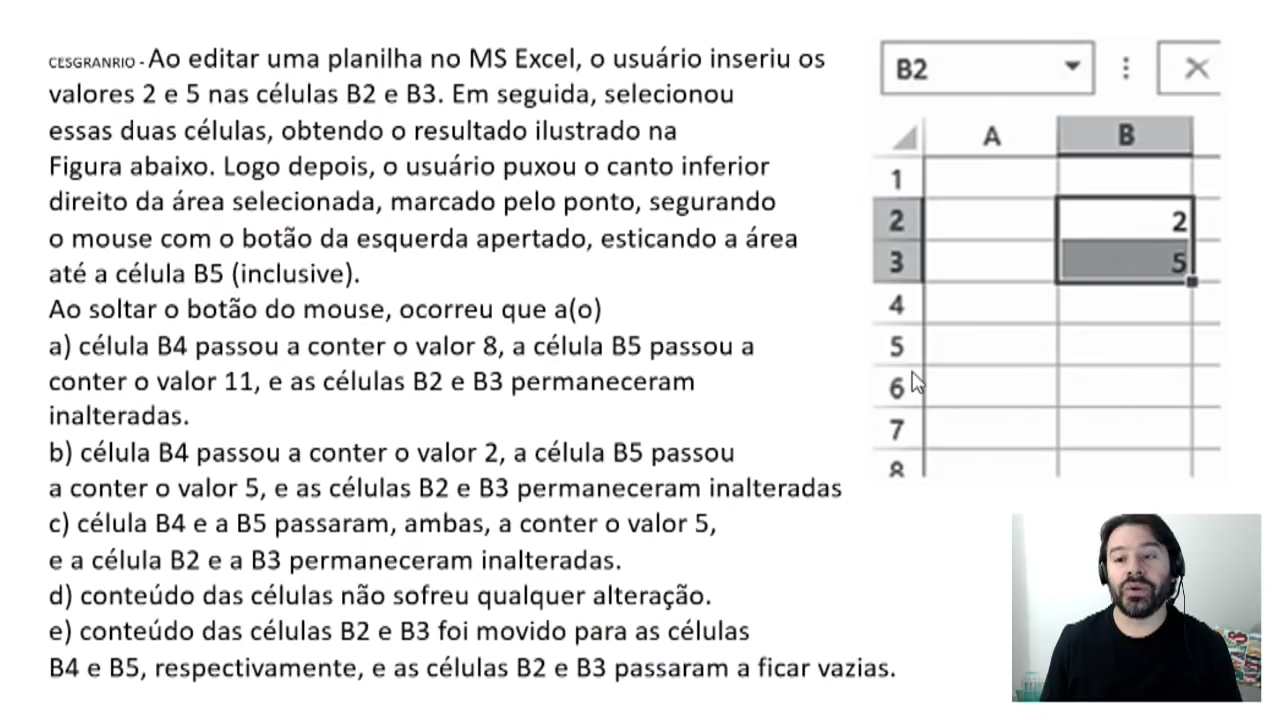 CESGRANRIO - Ao editar uma planilha no MS Excel, o usuário inseriu os
valores 2 e 5 nas células B2 e B3. Em seguida, selecionou
essas duas células, obtendo o resultado ilustrado na
Figura abaixo. Logo depois, o usuário puxou o canto inferior
direito da área selecionada, marcado pelo ponto, segurando
o mouse com o botão da esquerda apertado, esticando a área
até a célula B5 (inclusive).
Ao soltar o botão do mouse, ocorreu que a(o)
a) célula B4 passou a conter o valor 8, a célula B5 passou a
conter o valor 11, e as células B2 e B3 permaneceram
inalteradas.
b) célula B4 passou a conter o valor 2, a célula B5 passou
a conter o valor 5, e as células B2 e B3 permaneceram inalteradas
c) célula B4 e a B5 passaram, ambas, a conter o valor 5,
e a célula B2 e a B3 permaneceram inalteradas.
d) conteúdo das células não sofreu qualquer alteração.
e) conteúdo das células B2 e B3 foi movido para as células
B4 e B5, respectivamente, e as células B2 e B3 passaram a ficar vazias.
B2
A B
1
2 2
3 5
4
5
6
7
8